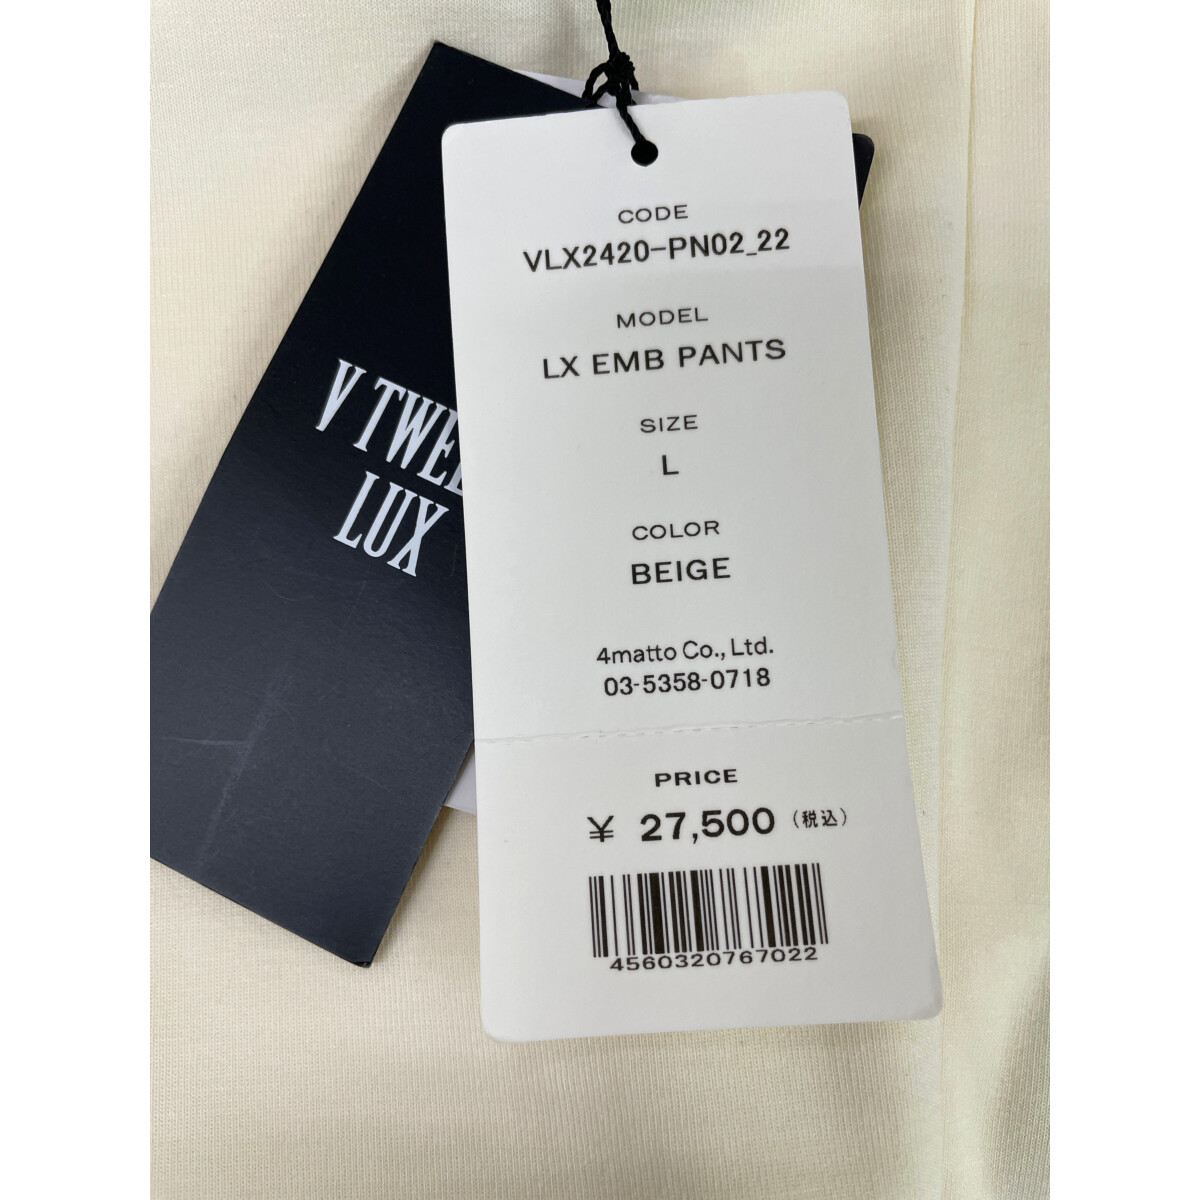 V TWEE
LUX
CODE
VLX2420-PN02_22
MODEL
LX EMB PANTS
SIZE
L
COLOR
BEIGE
4matto Co., Ltd.
03-5358-0718
PRICE
¥ 27,500 (税込)
4560320767022